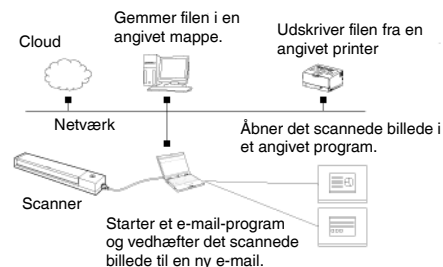 Gemmer filen i en
angivet mappe.
Cloud
Udskriver filen fra en
angivet printer
Netværk
Åbner det scannede billede i
et angivet program.
Scanner
Starter et e-mail-program
og vedhæfter det scannede
billede til en ny e-mail.